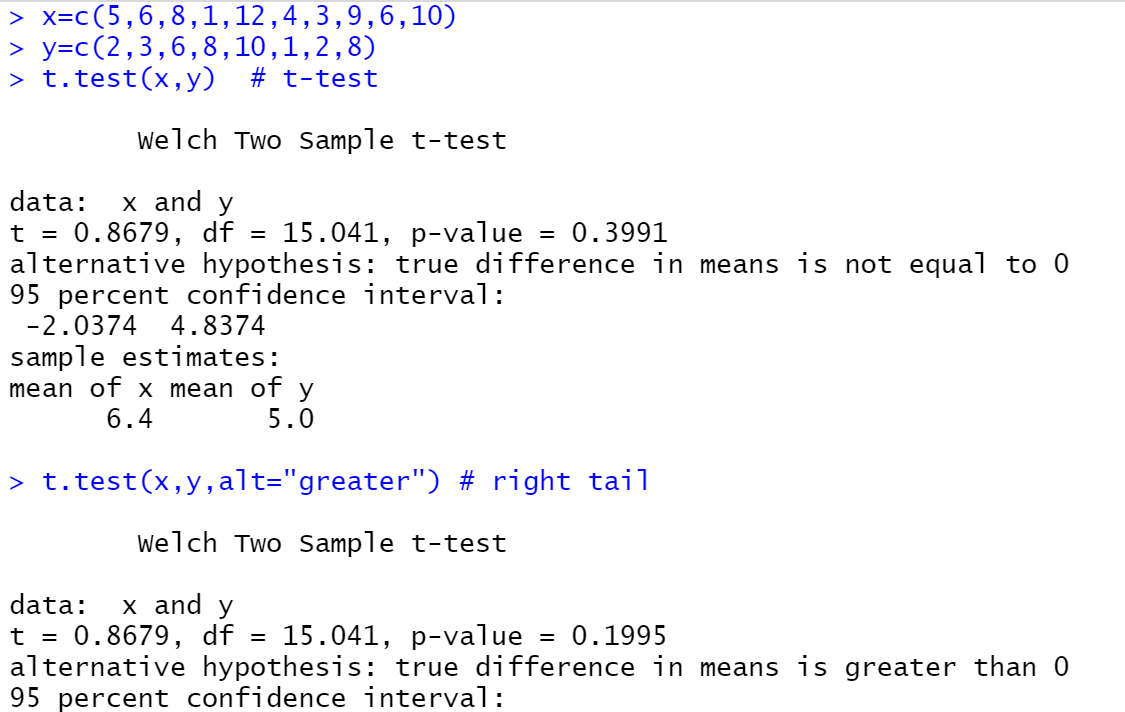 > x=c(5,6,8,1,12,4,3,9,6,10)
> y=c(2,3,6,8,10,1,2,8)
> t.test(x,y)  # t-test
Welch Two Sample t-test
data:  x and y
t = 0.8679, df = 15.041, p-value = 0.3991
alternative hypothesis: true difference in means is not equal to 0
95 percent confidence interval:
-2.0374  4.8374
sample estimates:
mean of x mean of y
6.4       5.0
> t.test(x,y,alt="greater") # right tail
Welch Two Sample t-test
data:  x and y
t = 0.8679, df = 15.041, p-value = 0.1995
alternative hypothesis: true difference in means is greater than 0
95 percent confidence interval: